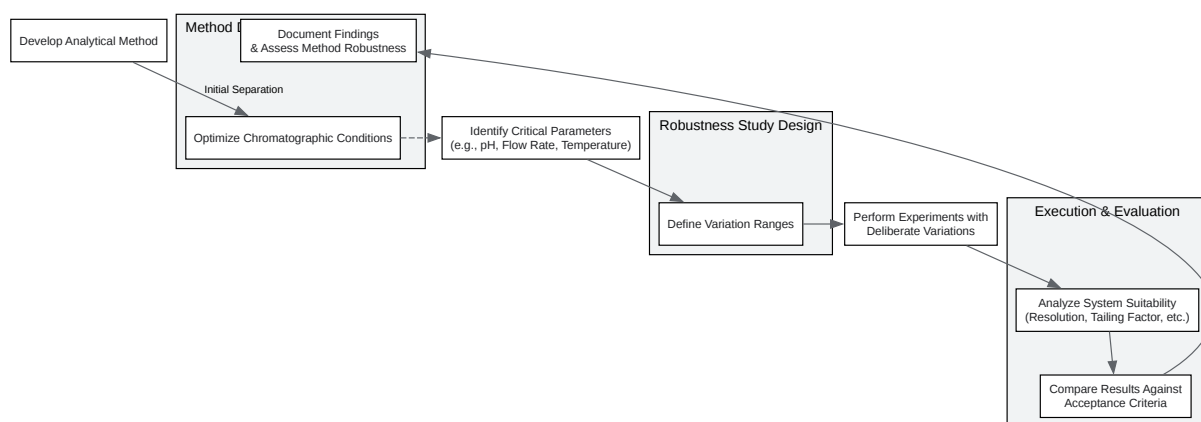 Develop Analytical Method
Method
Document Findings
& Assess Method Robustness
Initial Separation
Optimize Chromatographic Conditions
Identify Critical Parameters
(e.g., pH, Flow Rate, Temperature)
Robustness Study Design
Define Variation Ranges
Perform Experiments with
Deliberate Variations
Execution & Evaluation
Analyze System Suitability
(Resolution, Tailing Factor, etc.)
Compare Results Against
Acceptance Criteria